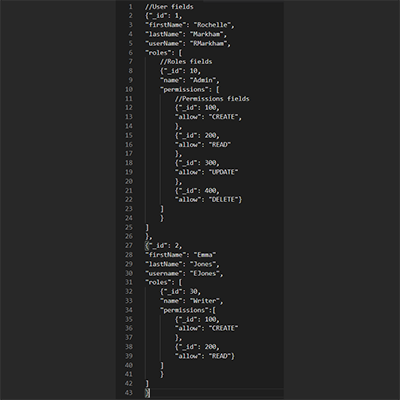 1 //User fields
2 {"_id": 1,
3 "firstName": "Rochelle",
4 "lastName": "Markham",
5 "userName": "RMarkham",
6 "roles": [
7 //Roles fields
8 {"_id": 10,
9 "name": "Admin",
10 "permissions": [
11 //Permissions fields
12 {"_id": 100,
13 "allow": "CREATE",
14 },
15 {"_id": 200,
16 "allow": "READ"
17 },
18 {"_id": 300,
19 "allow": "UPDATE"
20 },
21 {"_id": 400,
22 "allow": "DELETE"}
23 ]
24 }
25 ]
26 },
27 {"_id": 2,
28 "firstName": "Emma"
29 "lastName": "Jones",
30 "username": "EJones",
31 "roles": [
32 {"_id": 30,
33 "name": "Writer",
34 "permissions":[
35 {"_id": 100,
36 "allow": "CREATE"
37 },
38 {"_id": 200,
39 "allow": "READ"}
40 ]
41 }
42 ]
43 }